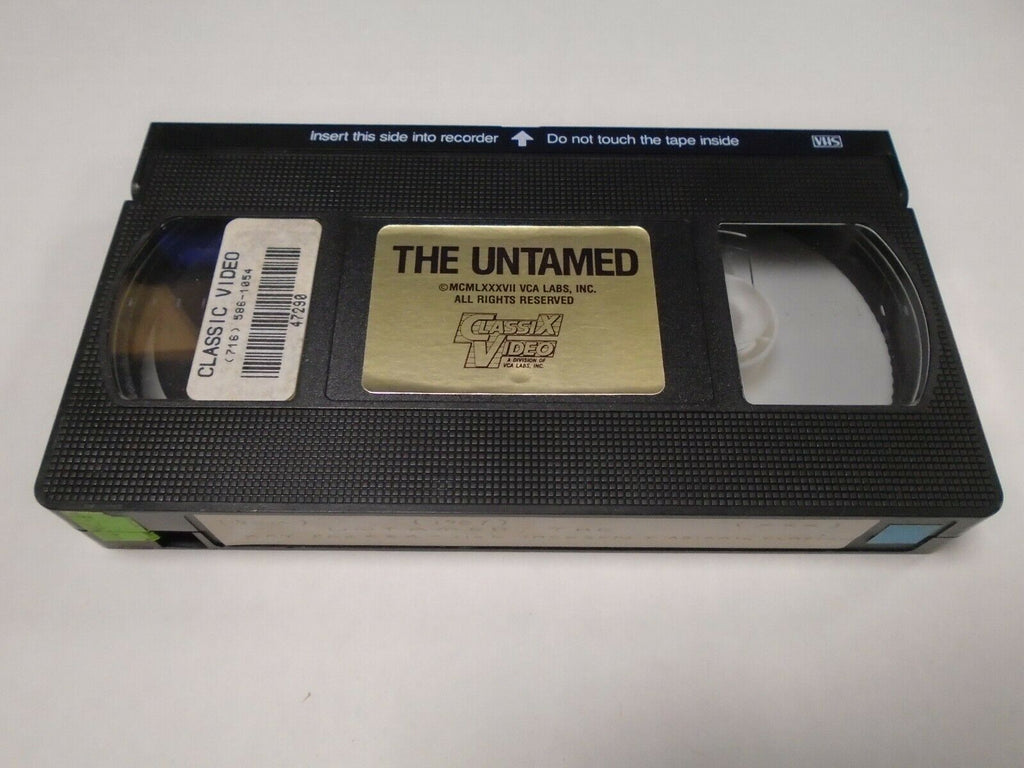 Insert this side into recorder Do not touch the tape inside VHS
CLASSIC VIDEO
(716) 586-1054
47290
THE UNTAMED
©MCMLXXXVII VCA LABS, INC.
ALL RIGHTS RESERVED
CLASSIX
VIDEO
A DIVISION OF
VCA LABS, INC.